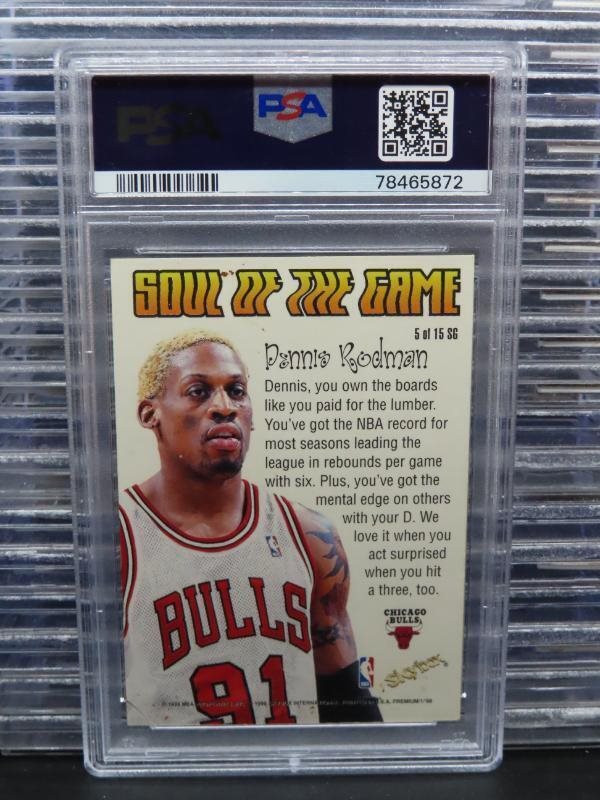 PSA
PSA
78465872
SOUL OF THE GAME
5 of 15 SG
Dennis Rodman
Dennis, you own the boards
like you paid for the lumber.
You've got the NBA record for
most seasons leading the
league in rebounds per game
with six. Plus, you've got the
mental edge on others
with your D. We
love it when you
act surprised
when you hit
a three, too.
CHICAGO
BULLS
BULLS
91
NBA
Skybox